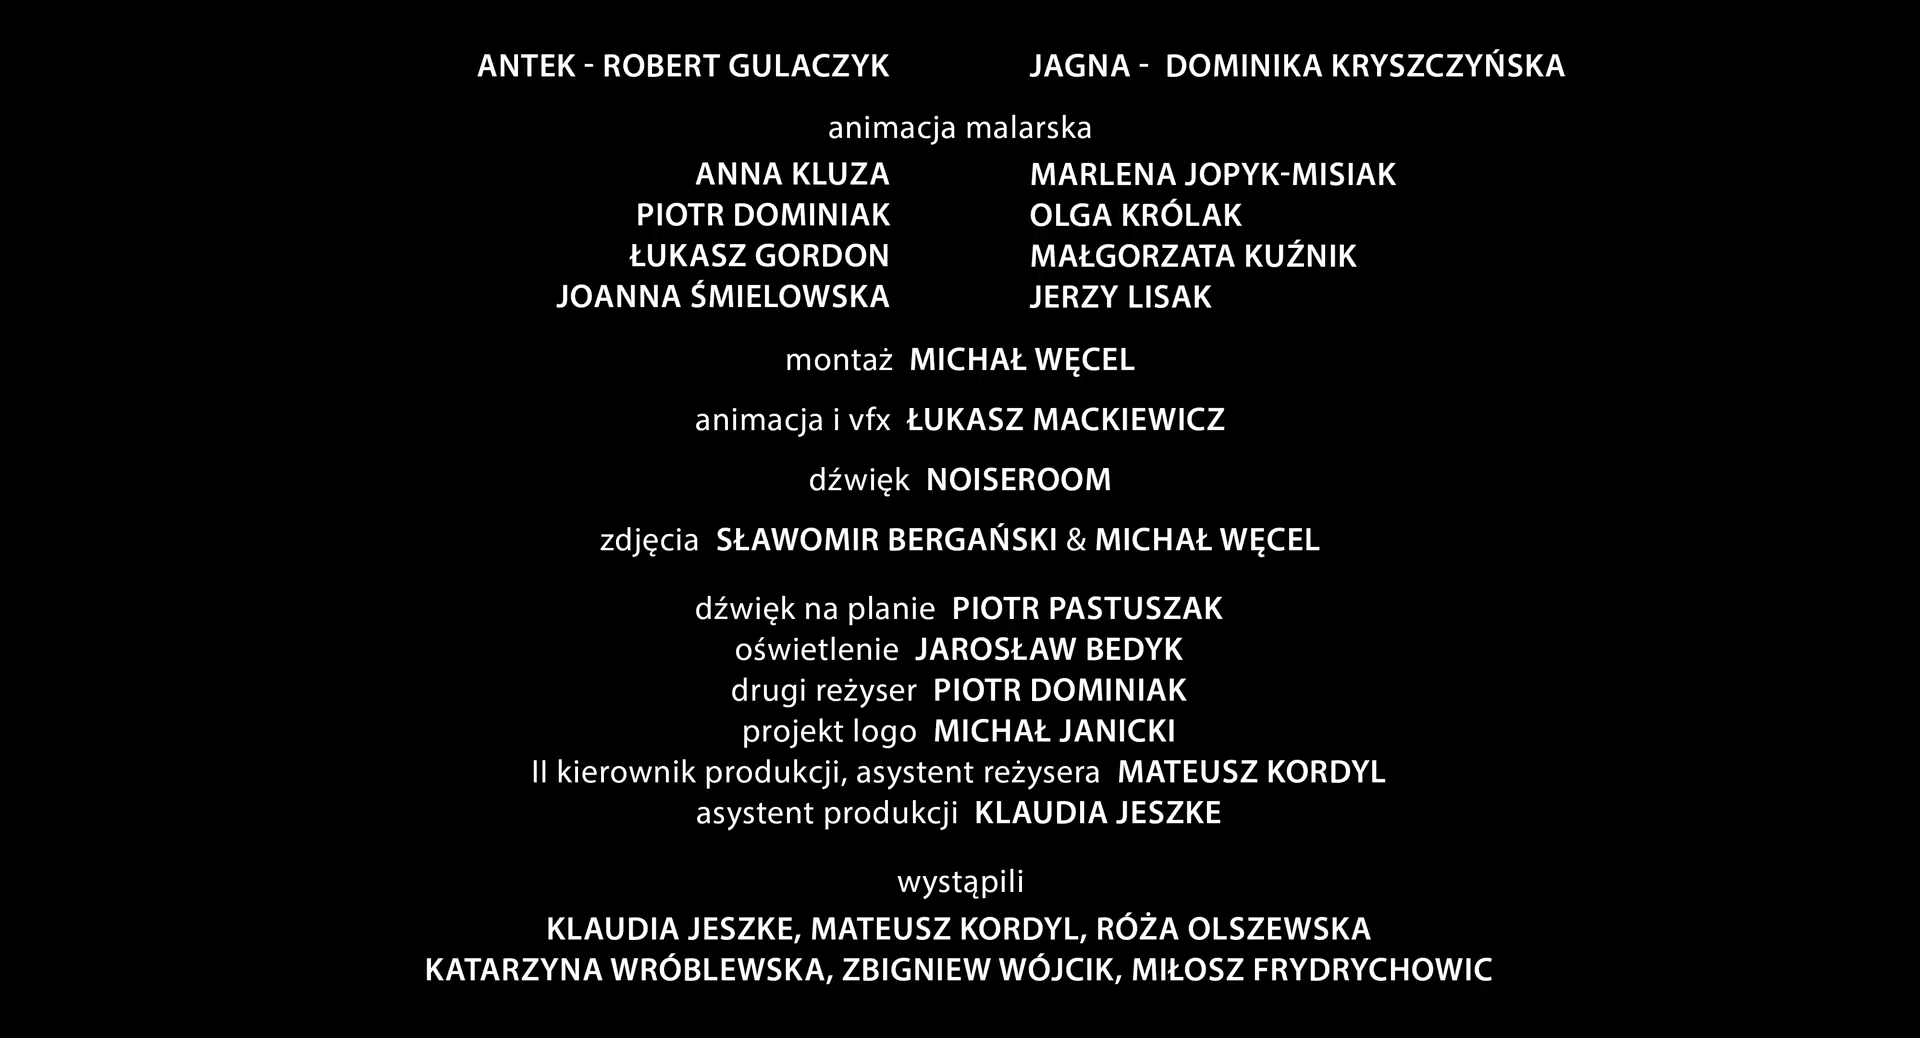 ANTEK - ROBERT GULACZYK JAGNA - DOMINIKA KRYSZCZYŃSKA
animacja malarska
ANNA KLUZA MARLENA JOPYK-MISIAK
PIOTR DOMINIAK OLGA KRÓLAK
ŁUKASZ GORDON MAŁGORZATA KUŹNIK
JOANNA ŚMIELOWSKA JERZY LISAK
montaż MICHAŁ WĘCEL
animacja i vfx ŁUKASZ MACKIEWICZ
dźwięk NOISEROOM
zdjęcia SŁAWOMIR BERGAŃSKI & MICHAŁ WĘCEL
dźwięk na planie PIOTR PASTUSZAK
oświetlenie JAROSŁAW BEDYK
drugi reżyser PIOTR DOMINIAK
projekt logo MICHAŁ JANICKI
II kierownik produkcji, asystent reżysera MATEUSZ KORDYL
asystent produkcji KLAUDIA JESZKE
wystąpili
KLAUDIA JESZKE, MATEUSZ KORDYL, RÓŻA OLSZEWSKA
KATARZYNA WRÓBLEWSKA, ZBIGNIEW WÓJCIK, MIŁOSZ FRYDRYCHOWIC